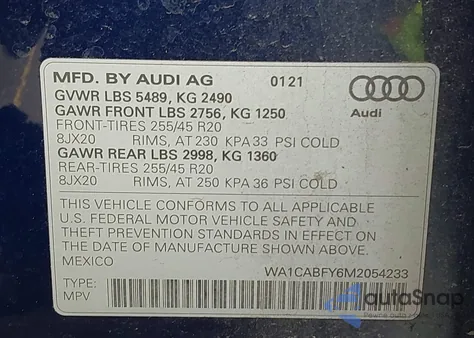 MFD. BY AUDI AG 0121
GVWR LBS 5489, KG 2490
GAWR FRONT LBS 2756, KG 1250
FRONT-TIRES 255/45 R20
8JX20 RIMS, AT 230 KPA 33 PSI COLD
GAWR REAR LBS 2998, KG 1360
REAR-TIRES 255/45 R20
8JX20 RIMS, AT 250 KPA 36 PSI COLD
Audi
THIS VEHICLE CONFORMS TO ALL APPLICABLE
U.S. FEDERAL MOTOR VEHICLE SAFETY AND
THEFT PREVENTION STANDARDS IN EFFECT ON
THE DATE OF MANUFACTURE SHOWN ABOVE.
MEXICO WA1CABFY6M2054233
TYPE:
MPV
autoSnap